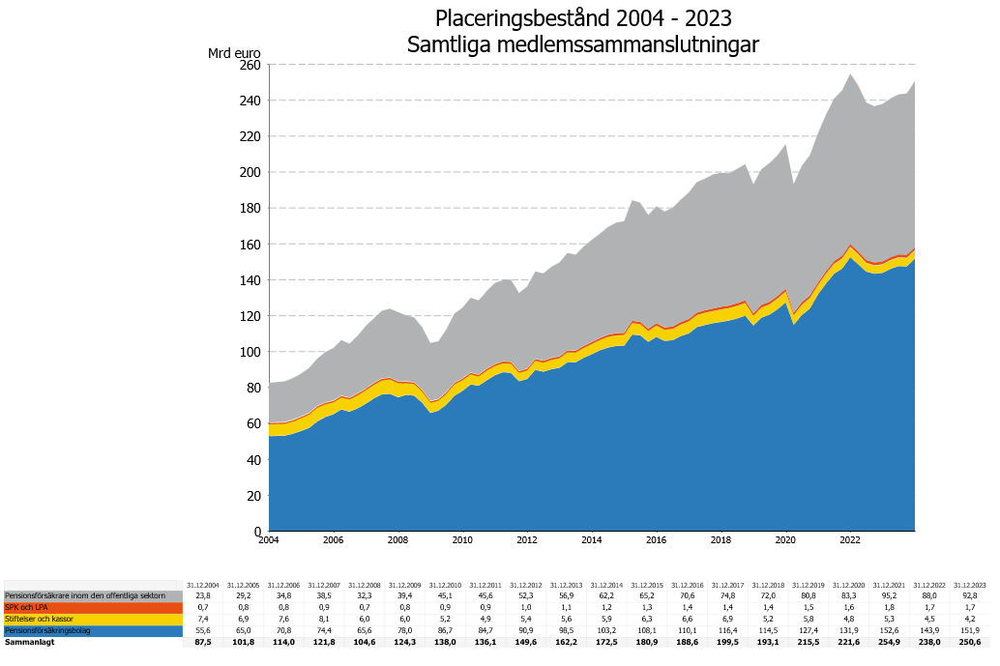 Placeringsbestånd 2004 - 2023
Samtliga medlemssammanslutningar
Mrd euro
260
240
220
200
180
160
140
120
100
80
60
40
20
0
2004 2006 2008 2010 2012 2014 2016 2018 2020 2022
31.12.2004 31.12.2005 31.12.2006 31.12.2007 31.12.2008 31.12.2009 31.12.2010 31.12.2011 31.12.2012 31.12.2013 31.12.2014 31.12.2015 31.12.2016 31.12.2017 31.12.2018 31.12.2019 31.12.2020 31.12.2021 31.12.2022 31.12.2023
Pensionsförsäkrare inom den offentliga sektorn 23,8 29,2 34,8 38,5 32,3 39,4 45,1 45,6 52,3 56,9 62,2 65,2 70,6 74,8 72,0 80,8 83,3 95,2 88,0 92,8
SPK och LPA 0,7 0,8 0,8 0,9 0,7 0,8 0,9 0,9 1,0 1,1 1,2 1,3 1,4 1,4 1,4 1,5 1,6 1,8 1,7 1,7
Stiftelser och kassor 7,4 6,9 7,6 8,1 6,0 6,0 5,2 4,9 5,4 5,6 5,9 6,3 6,6 6,9 5,2 5,8 4,8 5,3 4,5 4,2
Pensionsförsäkringsbolag 55,6 65,0 70,8 74,4 65,6 78,0 86,7 84,7 90,9 98,5 103,2 108,1 110,1 116,4 114,5 127,4 131,9 152,6 143,9 151,9
Sammanlagt 87,5 101,8 114,0 121,8 104,6 124,3 138,0 136,1 149,6 162,2 172,5 180,9 188,6 199,5 193,1 215,5 221,6 254,9 238,0 250,6